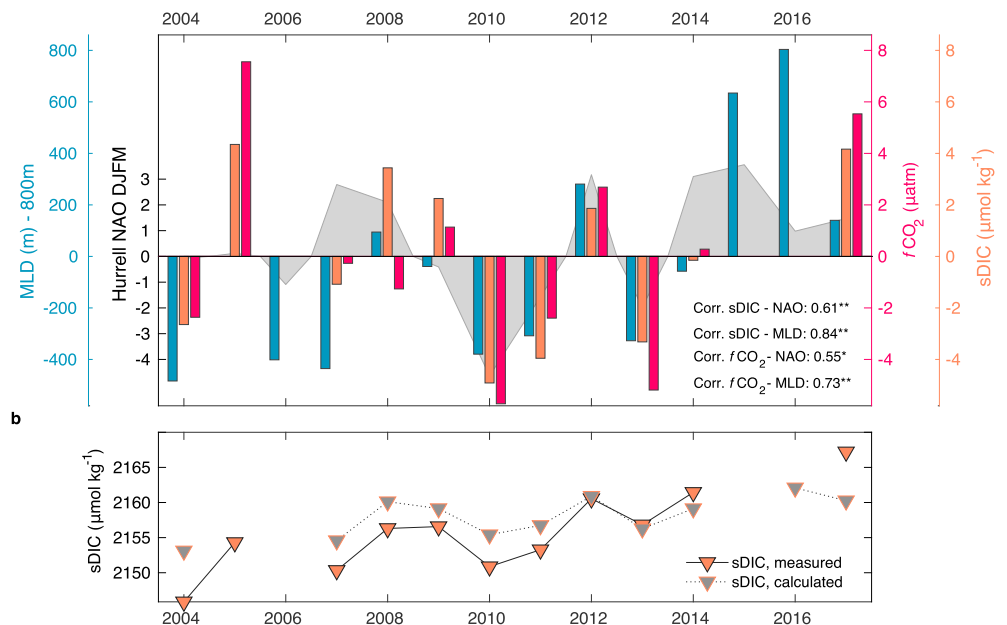 2004 2006 2008 2010 2012 2014 2016
MLD (m) - 800m
800
600
400
200
0
-200
-400
Hurrell NAO DJFM
3
2
1
0
-1
-2
-3
-4
8
6
4
2
0
-2
-4
f CO2 (µatm)
8
6
4
2
0
-2
-4
sDIC (µmol kg-1)
Corr. sDIC - NAO: 0.61**
Corr. sDIC - MLD: 0.84**
Corr. f CO2- NAO: 0.55*
Corr. f CO2- MLD: 0.73**
b
sDIC (µmol kg-1)
2165
2160
2155
2150
sDIC, measured
sDIC, calculated
2004 2006 2008 2010 2012 2014 2016